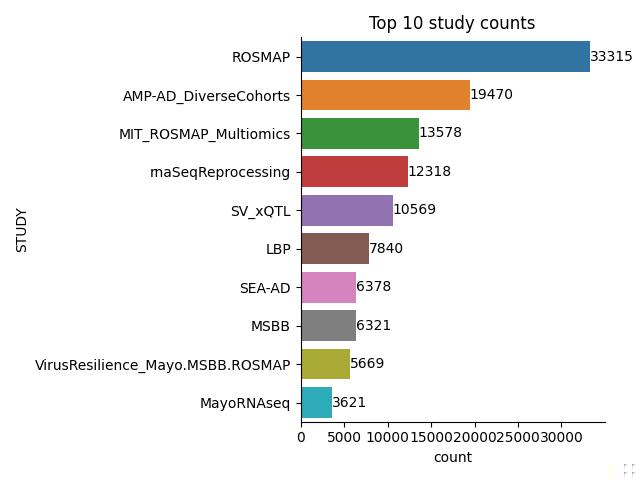 Top 10 study counts
STUDY
ROSMAP 33315
AMP-AD_DiverseCohorts 19470
MIT_ROSMAP_Multiomics 13578
rnaSeqReprocessing 12318
SV_xQTL 10569
LBP 7840
SEA-AD 6378
MSBB 6321
VirusResilience_Mayo.MSBB.ROSMAP 5669
MayoRNAseq 3621
0 5000 10000 15000 20000 25000 30000
count